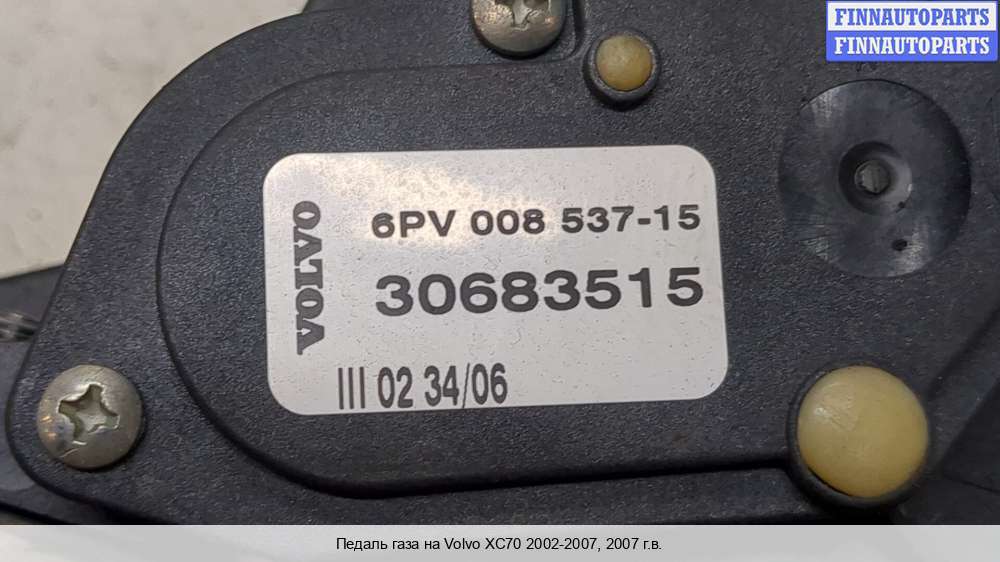 FINNAUTOPARTS
FINNAUTOPARTS
VOLVO
6PV 008 537-15
30683515
III 02 34/06
Педаль газа на Volvo XC70 2002-2007, 2007 г.в.